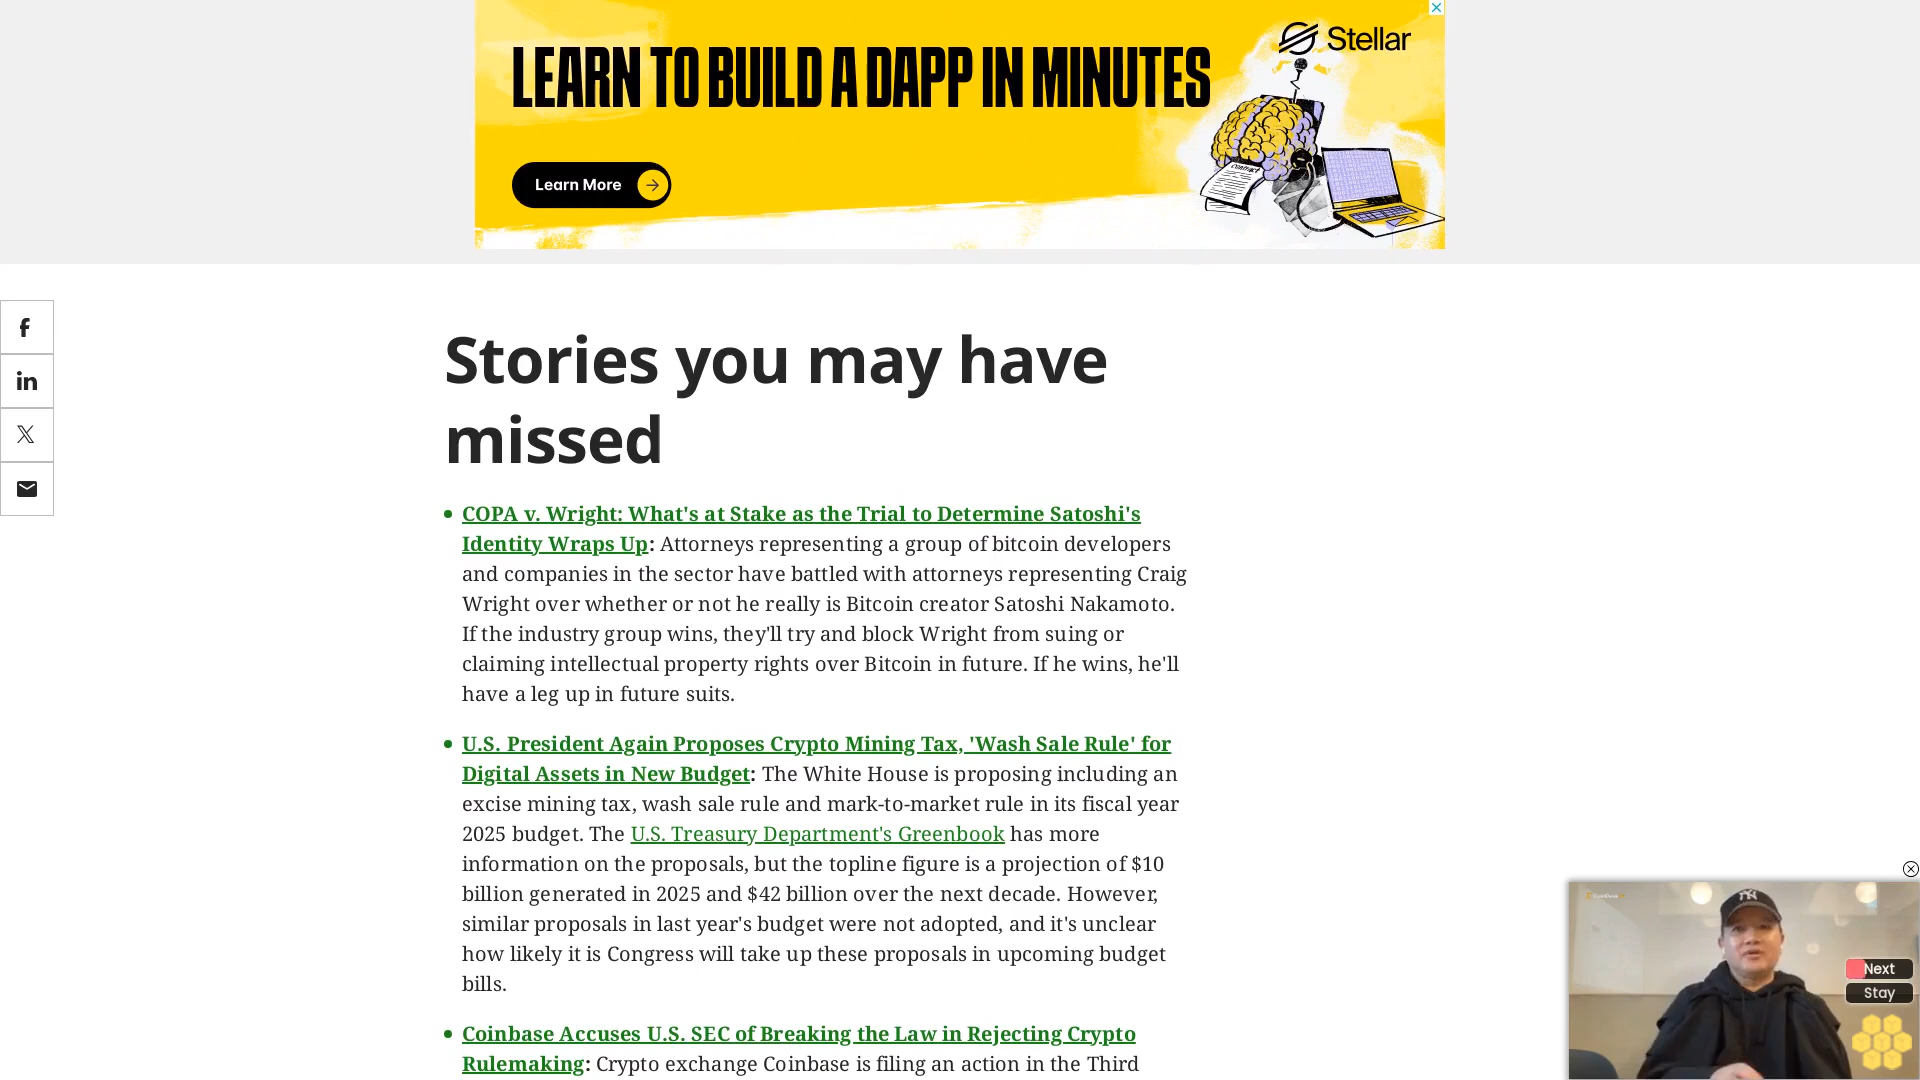 Stellar
LEARN TO BUILD A DAPP IN MINUTES
contract
Learn More
Stories you may have
missed
COPA v. Wright: What's at Stake as the Trial to Determine Satoshi's
Identity Wraps Up: Attorneys representing a group of bitcoin developers
and companies in the sector have battled with attorneys representing Craig
Wright over whether or not he really is Bitcoin creator Satoshi Nakamoto.
If the industry group wins, they'll try and block Wright from suing or
claiming intellectual property rights over Bitcoin in future. If he wins, he'll
have a leg up in future suits.
U.S. President Again Proposes Crypto Mining Tax, 'Wash Sale Rule' for
Digital Assets in New Budget: The White House is proposing including an
excise mining tax, wash sale rule and mark-to-market rule in its fiscal year
2025 budget. The U.S. Treasury Department's Greenbook has more
information on the proposals, but the topline figure is a projection of $10
billion generated in 2025 and $42 billion over the next decade. However,
similar proposals in last year's budget were not adopted, and it's unclear
how likely it is Congress will take up these proposals in upcoming budget
bills.
Coinbase Accuses U.S. SEC of Breaking the Law in Rejecting Crypto
Rulemaking: Crypto exchange Coinbase is filing an action in the Third
Next
Stay